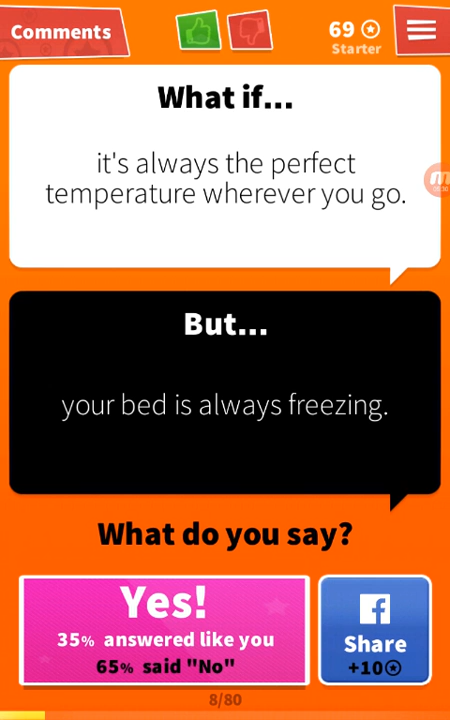 Comments
69
Starter
What if...
it's always the perfect
temperature wherever you go.
But...
your bed is always freezing.
What do you say?
Yes!
35% answered like you
65% said "No"
Share
+10
8/80